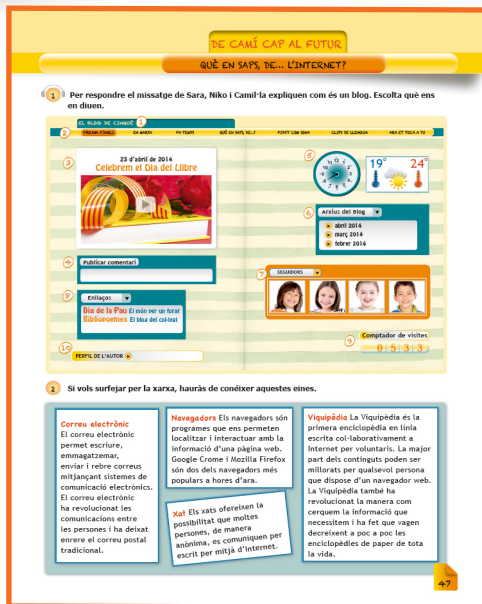 DE CAMÍ CAP AL FUTUR
QUÈ EN SAPS, DE... L'INTERNET?
1 Per respondre el missatge de Sara, Niko i Camil·la expliquen com és un blog. Escolta què ens
en diuen.
EL BLOG DE CINQUÉ 1
2 PÀGINA D'INICI EN MARXA PA TEMPS QUÈ EN SAPS, DE...? FIXA'T COM SONA CLIPS DE LLENGUA ARA ET TOCA A TU
3
23 d'abril de 2014
Celebrem el Dia del Llibre
4
Publicar comentari
8
Enllaços
Dia de la Pau El món per un forat
Bibliopoemes El blog del col·legi
10
PERFIL DE L'AUTOR
5
19° 24°
6
Arxius del Blog
abril 2014
març 2014
febrer 2014
7
SEGUIDORS
9
Comptador de visites
0 5 3 3
2 Si vols surfejar per la xarxa, hauràs de conéixer aquestes eines.
Correu electrònic
El correu electrònic
permet escriure,
emmagatzemar,
enviar i rebre correus
mitjançant sistemes de
comunicació electrònics.
El correu electrònic
ha revolucionat les
comunicacions entre
les persones i ha deixat
enrere el correu postal
tradicional.
Navegadors Els navegadors són
programes que ens permeten
localitzar i interactuar amb la
informació d'una pàgina web.
Google Crome i Mozilla Firefox
són dos dels navegadors més
populars a hores d'ara.
Xat Els xats ofereixen la
possibilitat que moltes
persones, de manera
anònima, es comuniquen per
escrit per mitjà d'Internet.
Viquipèdia La Viquipèdia és la
primera enciclopèdia en línia
escrita col·laborativament a
Internet per voluntaris. La major
part dels continguts poden ser
millorats per qualsevol persona
que dispose d'un navegador web.
La Viquipèdia també ha
revolucionat la manera com
cerquem la informació que
necessitem i ha fet que vagen
decreixent a poc a poc les
enciclopèdies de paper de tota
la vida.
47